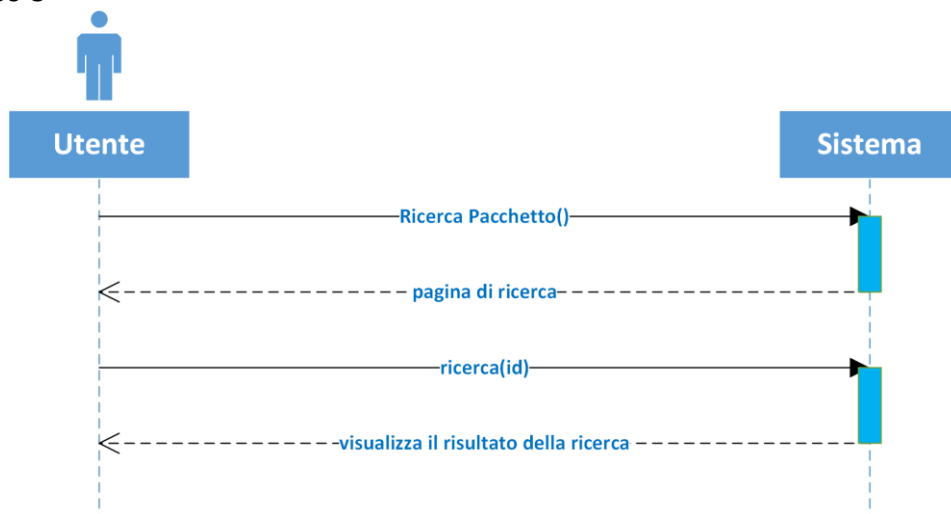 Utente
Sistema
Ricerca Pacchetto()
pagina di ricerca
ricerca(id)
visualizza il risultato della ricerca